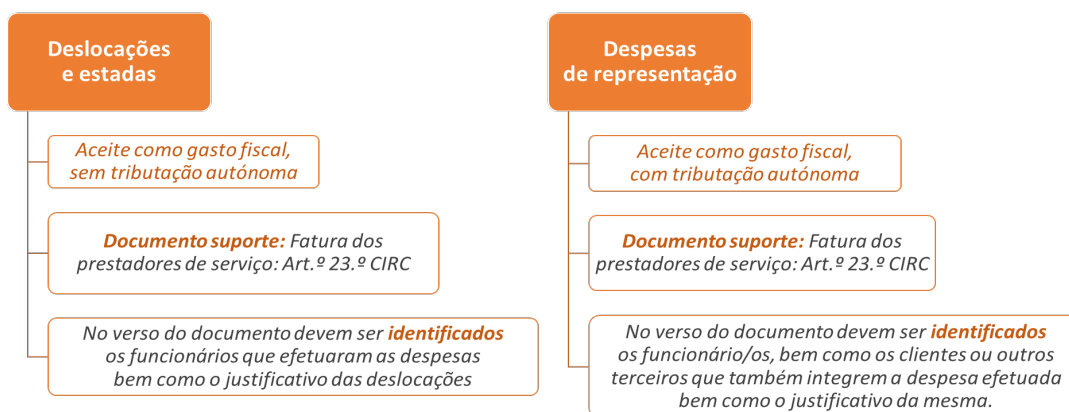 Deslocações
e estadas
Aceite como gasto fiscal,
sem tributação autónoma
Documento suporte: Fatura dos
prestadores de serviço: Art.º 23.º CIRC
No verso do documento devem ser identificados
os funcionários que efetuaram as despesas
bem como o justificativo das deslocações
Despesas
de representação
Aceite como gasto fiscal,
com tributação autónoma
Documento suporte: Fatura dos
prestadores de serviço: Art.º 23.º CIRC
No verso do documento devem ser identificados
os funcionário/os, bem como os clientes ou outros
terceiros que também integrem a despesa efetuada
bem como o justificativo da mesma.